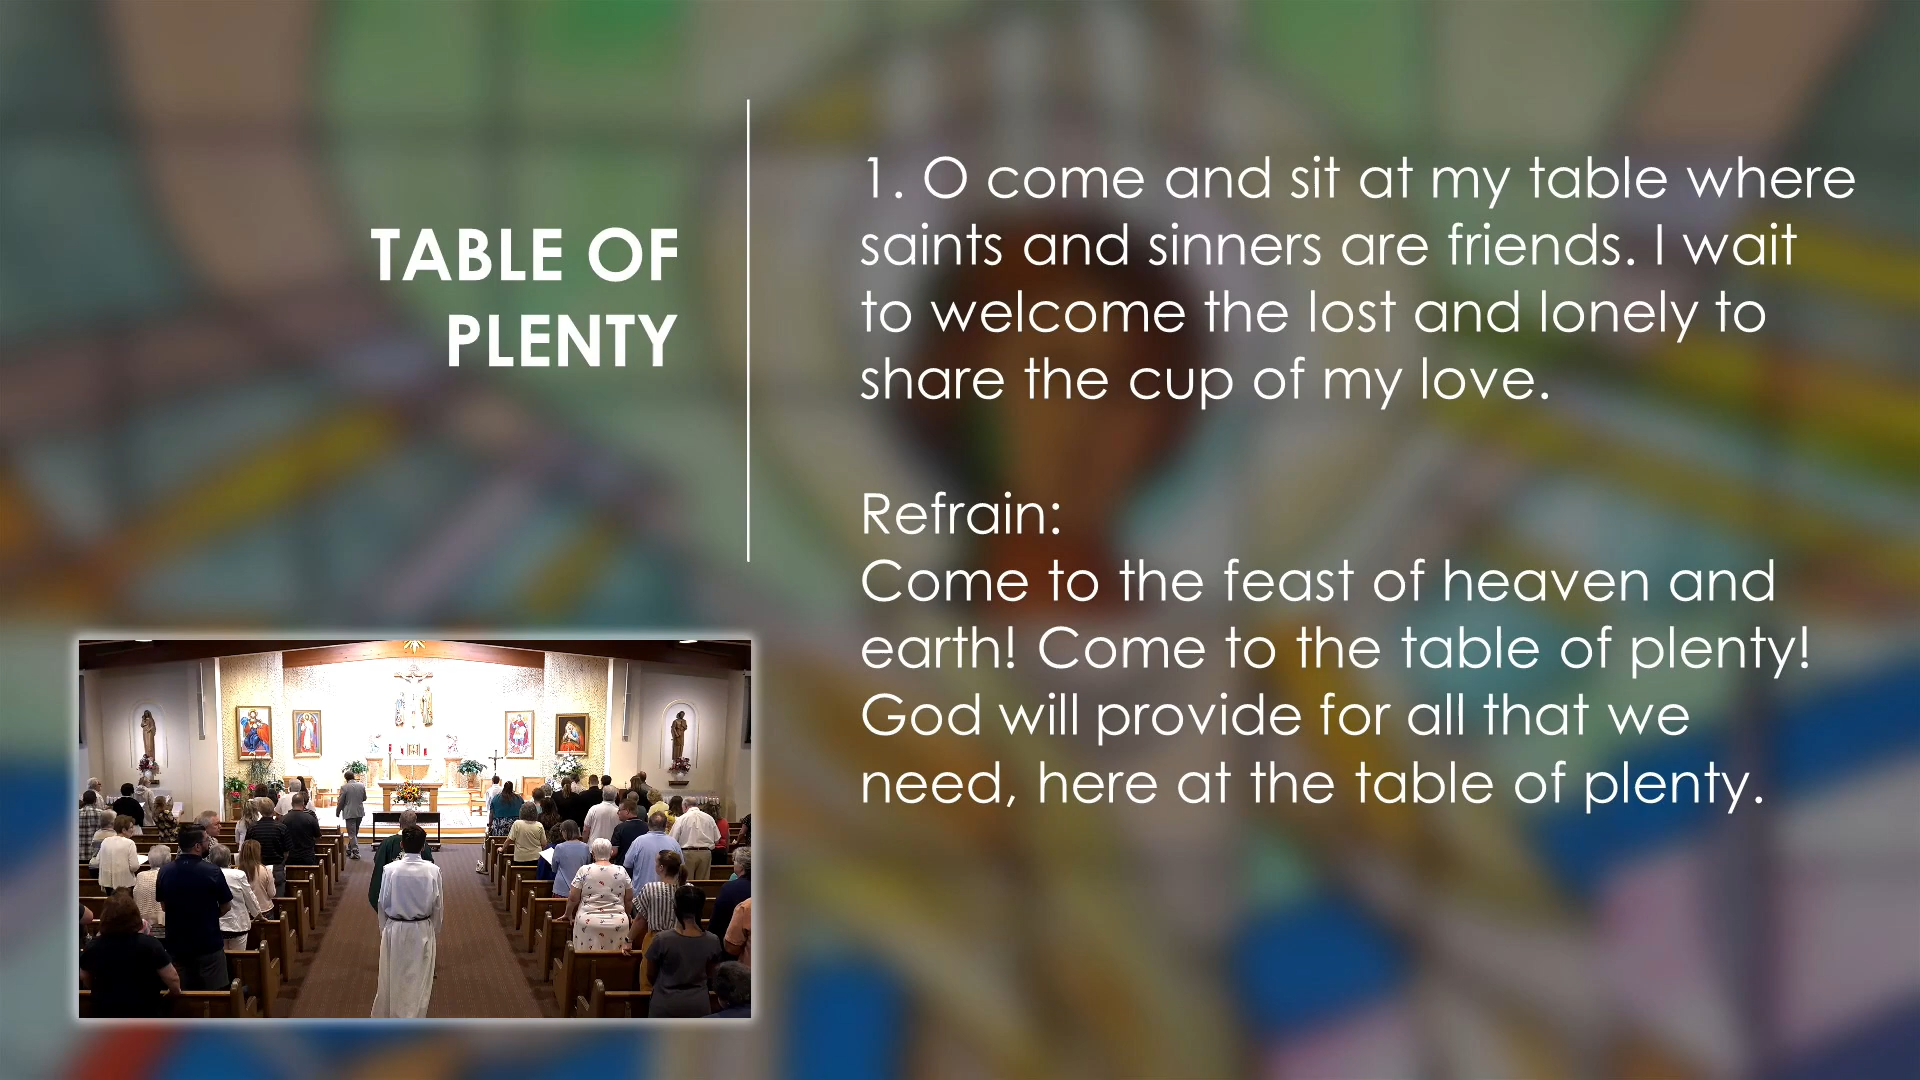 TABLE OF
PLENTY
1. O come and sit at my table where
saints and sinners are friends. I wait
to welcome the lost and lonely to
share the cup of my love.
Refrain:
Come to the feast of heaven and
earth! Come to the table of plenty!
God will provide for all that we
need, here at the table of plenty.